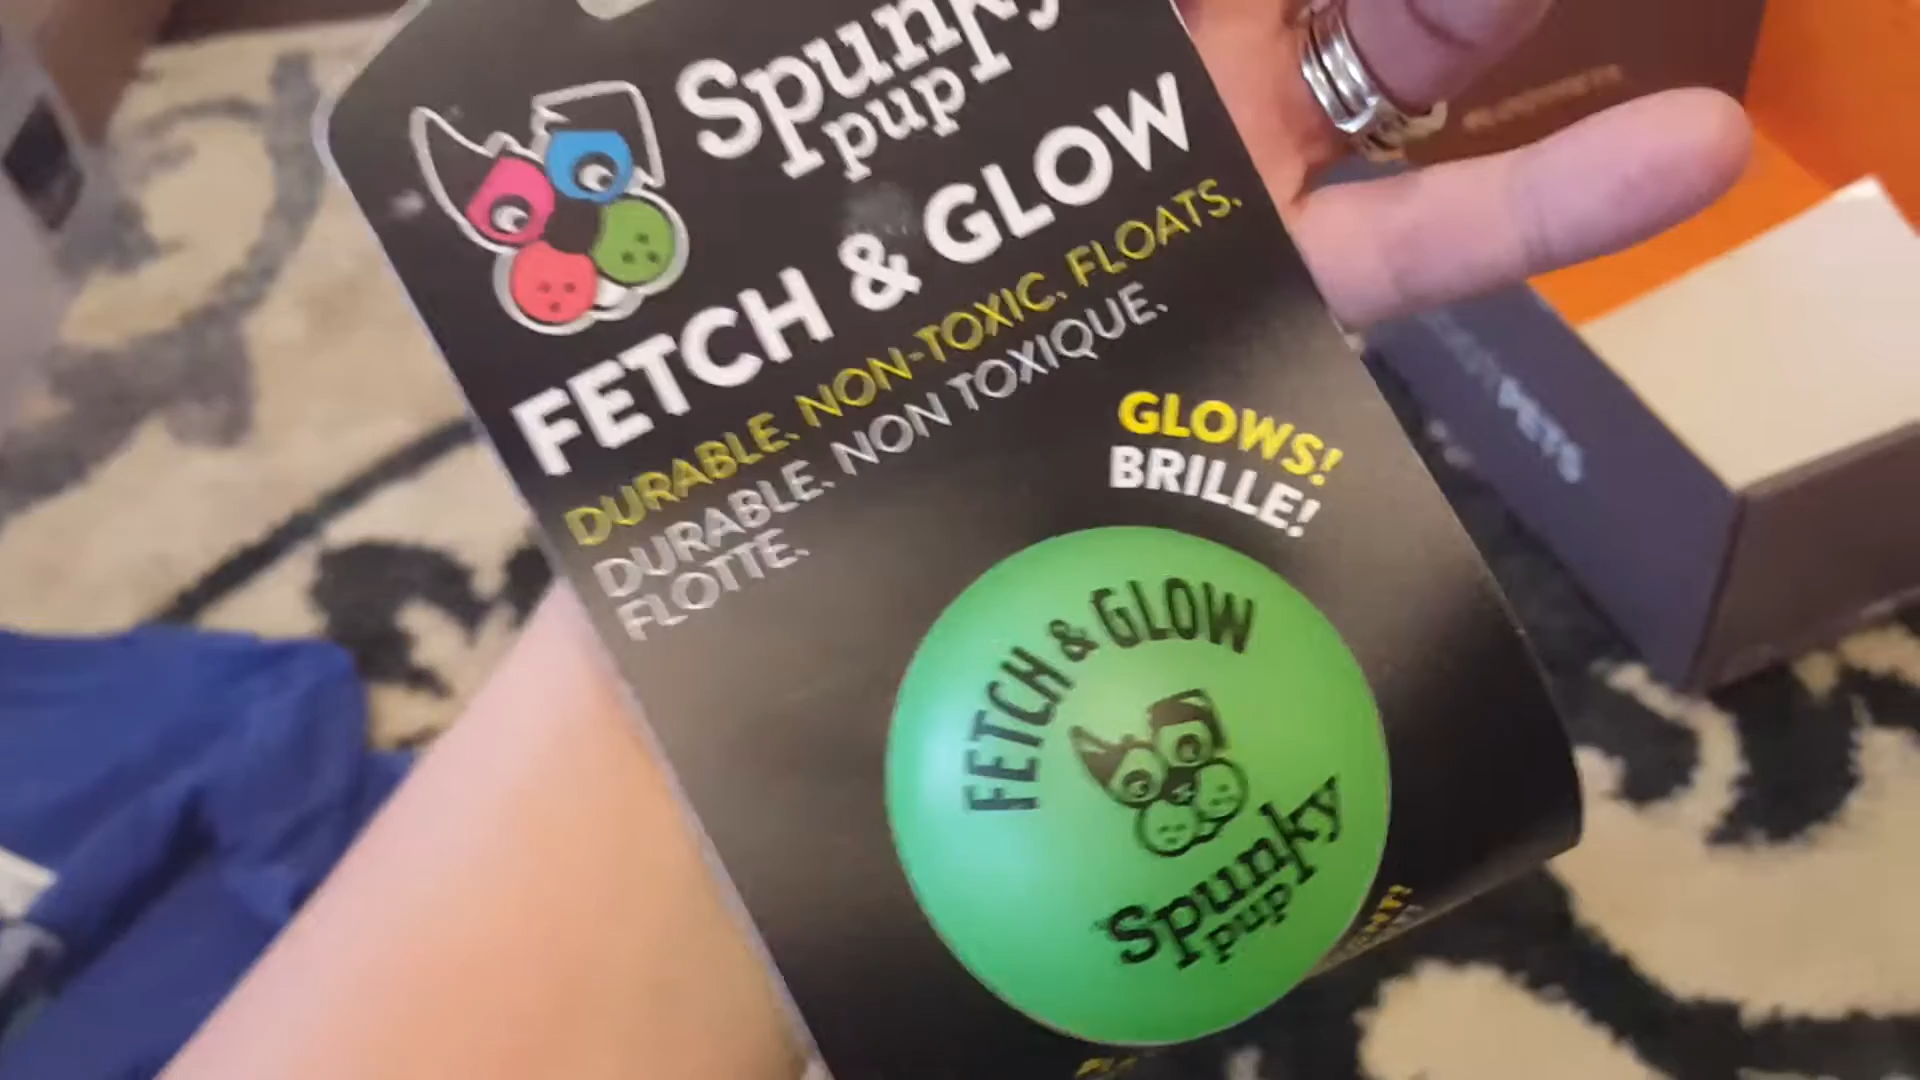 Spunky
pup
FETCH & GLOW
DURABLE. NON-TOXIC. FLOATS.
DURABLE. NON TOXIQUE.
FLOTTE.
GLOWS!
BRILLE!
FETCH & GLOW
Spunky
pup